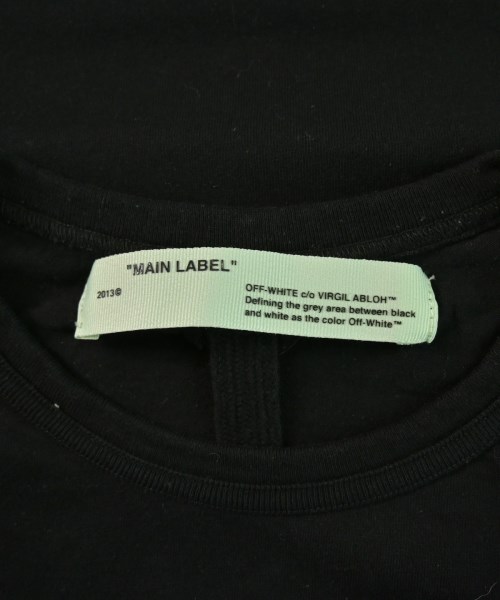 "MAIN LABEL"
2013©
OFF-WHITE c/o VIRGIL ABLOH™
Defining the grey area between black
and white as the color Off-White™